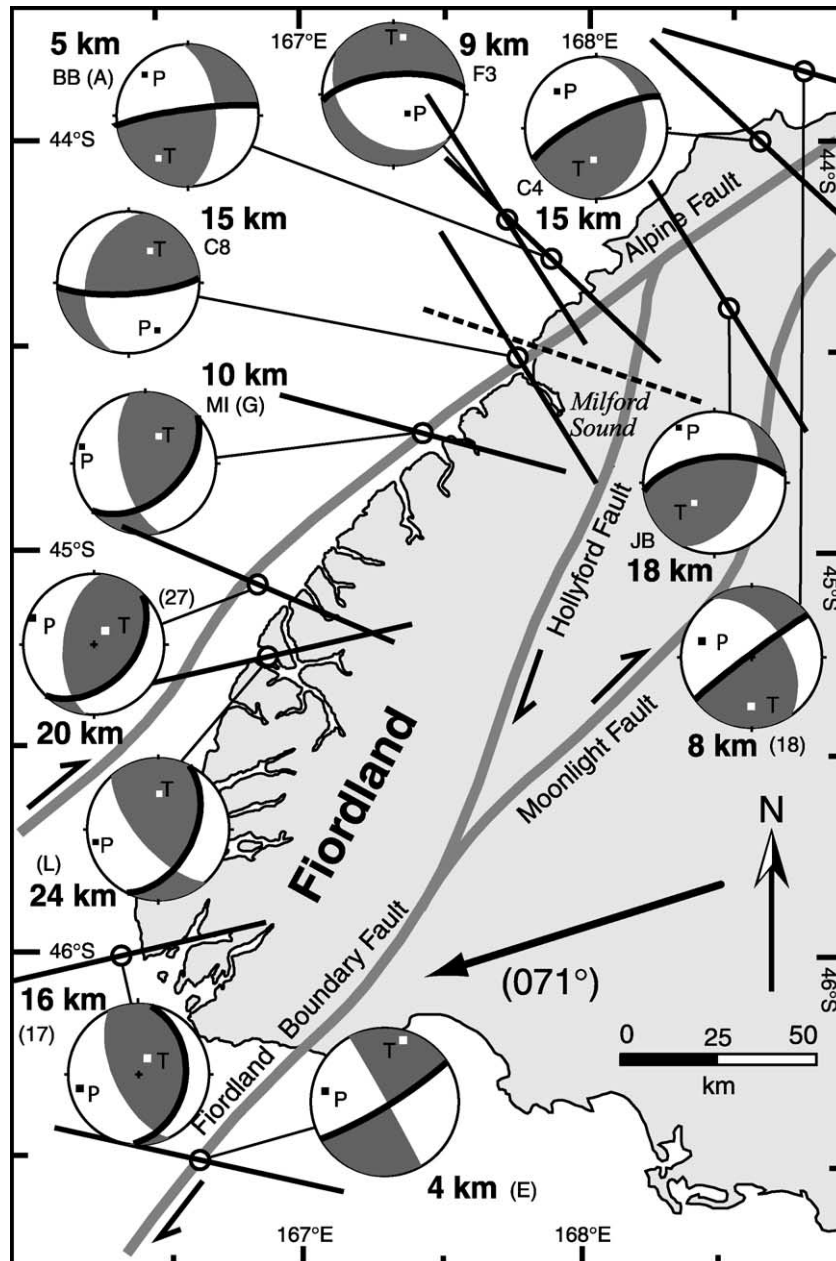 5 km
BB (A)
P
T
167°E
T
9 km
F3
P
168°E
P
C4
T
15 km
44°S
44°S
Alpine Fault
15 km
C8
T
P
10 km
MI (G)
P
T
Milford
Sound
P
T
JB
18 km
Hollyford Fault
45°S
45°S
(27)
P
T
20 km
P
T
8 km (18)
Moonlight Fault
Fiordland
T
(L)
P
24 km
N
46°S
46°S
(071°)
16 km
(17)
T
P
Fiordland Boundary Fault
T
P
4 km (E)
0 25 50
km
167°E
168°E